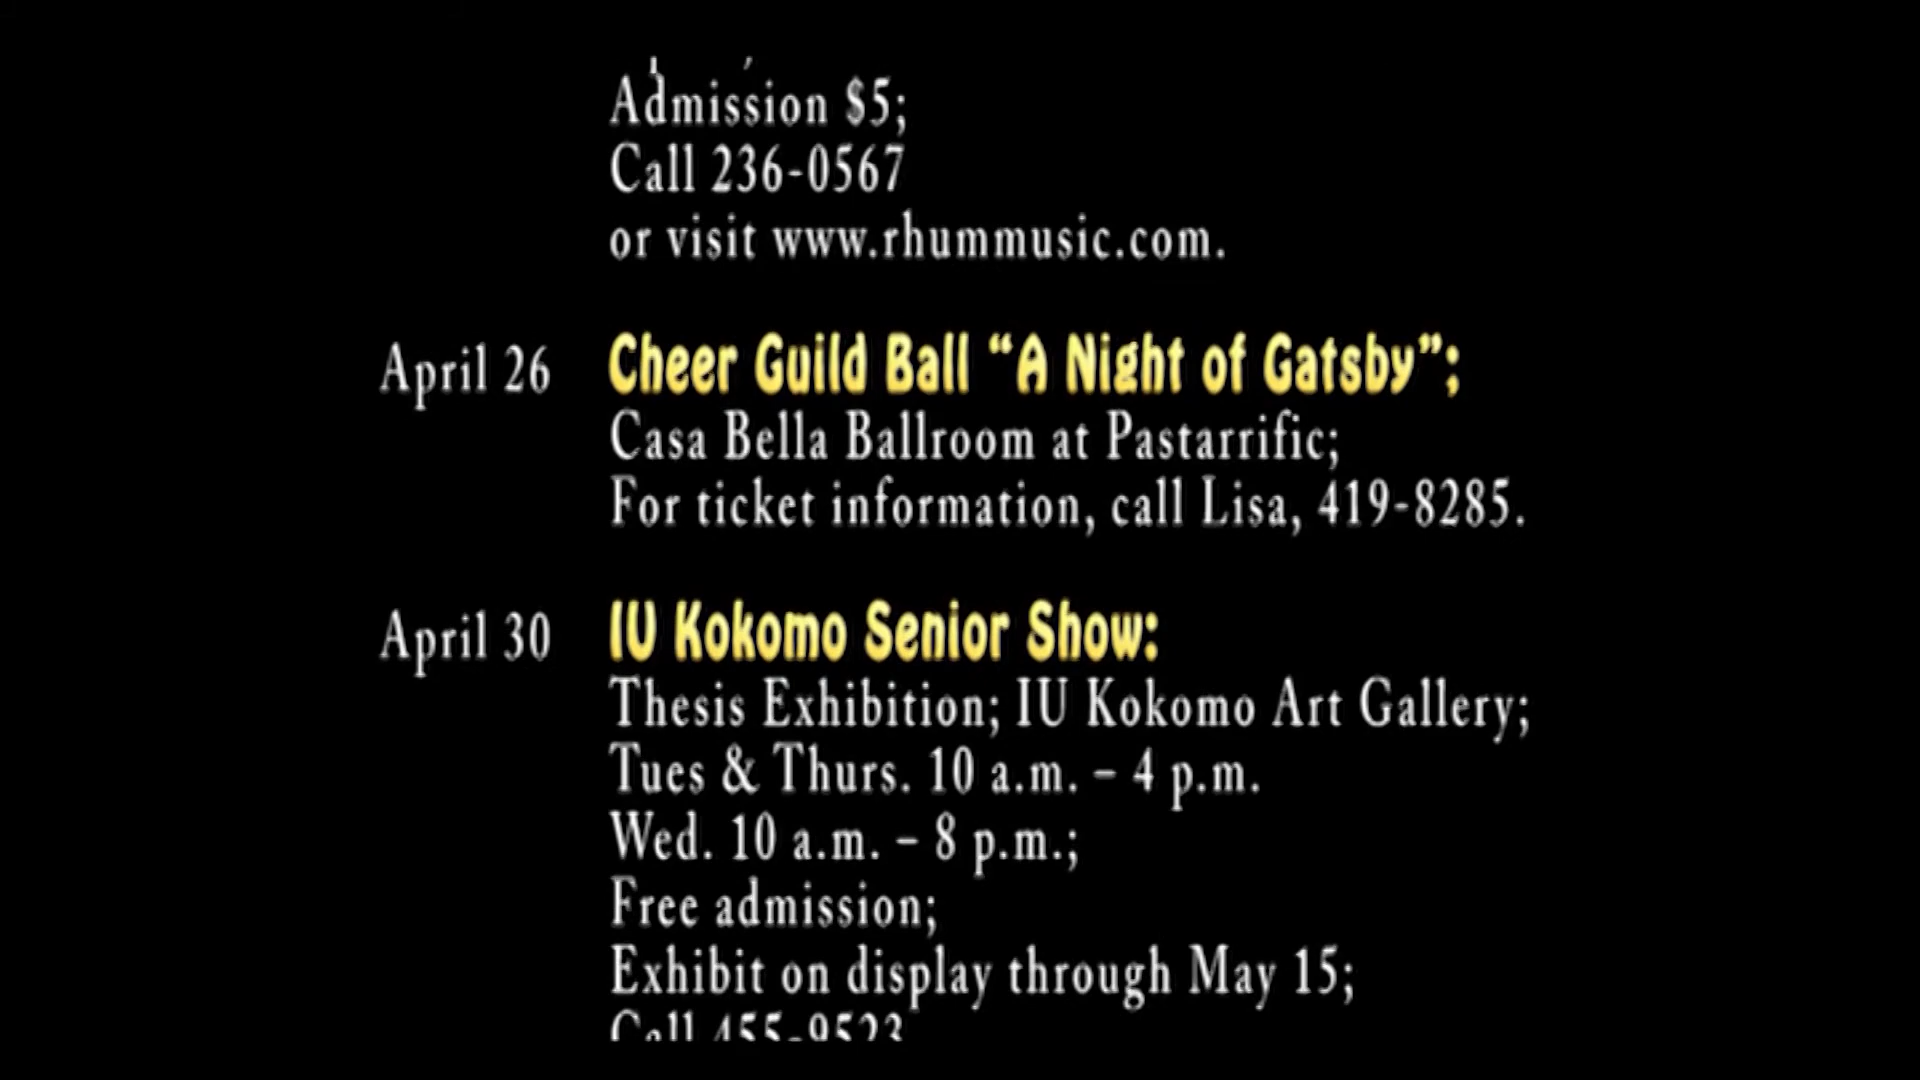 Admission $5;
Call 236-0567
or visit www.rhummusic.com.
April 26 Cheer Guild Ball “A Night of Gatsby”;
Casa Bella Ballroom at Pastarrific;
For ticket information, call Lisa, 419-8285.
April 30 IU Kokomo Senior Show:
Thesis Exhibition; IU Kokomo Art Gallery;
Tues & Thurs. 10 a.m. – 4 p.m.
Wed. 10 a.m. – 8 p.m.;
Free admission;
Exhibit on display through May 15;
Call 455-9523